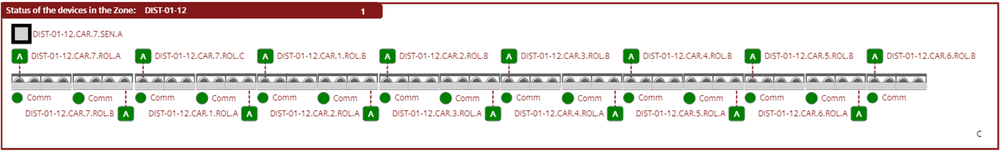 Status of the devices in the Zone: DIST-01-12 1
DIST-01-12.CAR.7.SEN.A
A DIST-01-12.CAR.7.ROL.A A DIST-01-12.CAR.7.ROL.C A DIST-01-12.CAR.1.ROL.B A DIST-01-12.CAR.2.ROL.B A DIST-01-12.CAR.3.ROL.B A DIST-01-12.CAR.4.ROL.B A DIST-01-12.CAR.5.ROL.B A DIST-01-12.CAR.6.ROL.B
Comm Comm Comm Comm Comm Comm Comm Comm Comm Comm Comm Comm Comm Comm Comm
DIST-01-12.CAR.7.ROL.B A DIST-01-12.CAR.1.ROL.A A DIST-01-12.CAR.2.ROL.A A DIST-01-12.CAR.3.ROL.A A DIST-01-12.CAR.4.ROL.A A DIST-01-12.CAR.5.ROL.A A DIST-01-12.CAR.6.ROL.A A
C